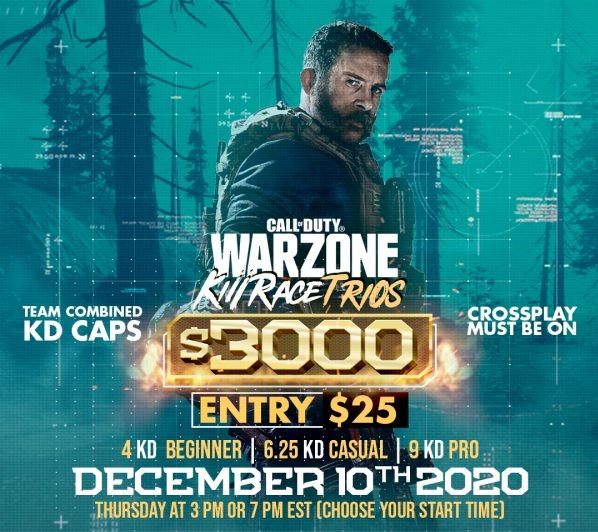 CALL OF DUTY®
WARZONE
KillRace Trios
TEAM COMBINED
KD CAPS
CROSSPLAY
MUST BE ON
$3000
ENTRY $25
4 KD BEGINNER | 6.25 KD CASUAL | 9 KD PRO
DECEMBER 10TH 2020
THURSDAY AT 3 PM OR 7 PM EST (CHOOSE YOUR START TIME)